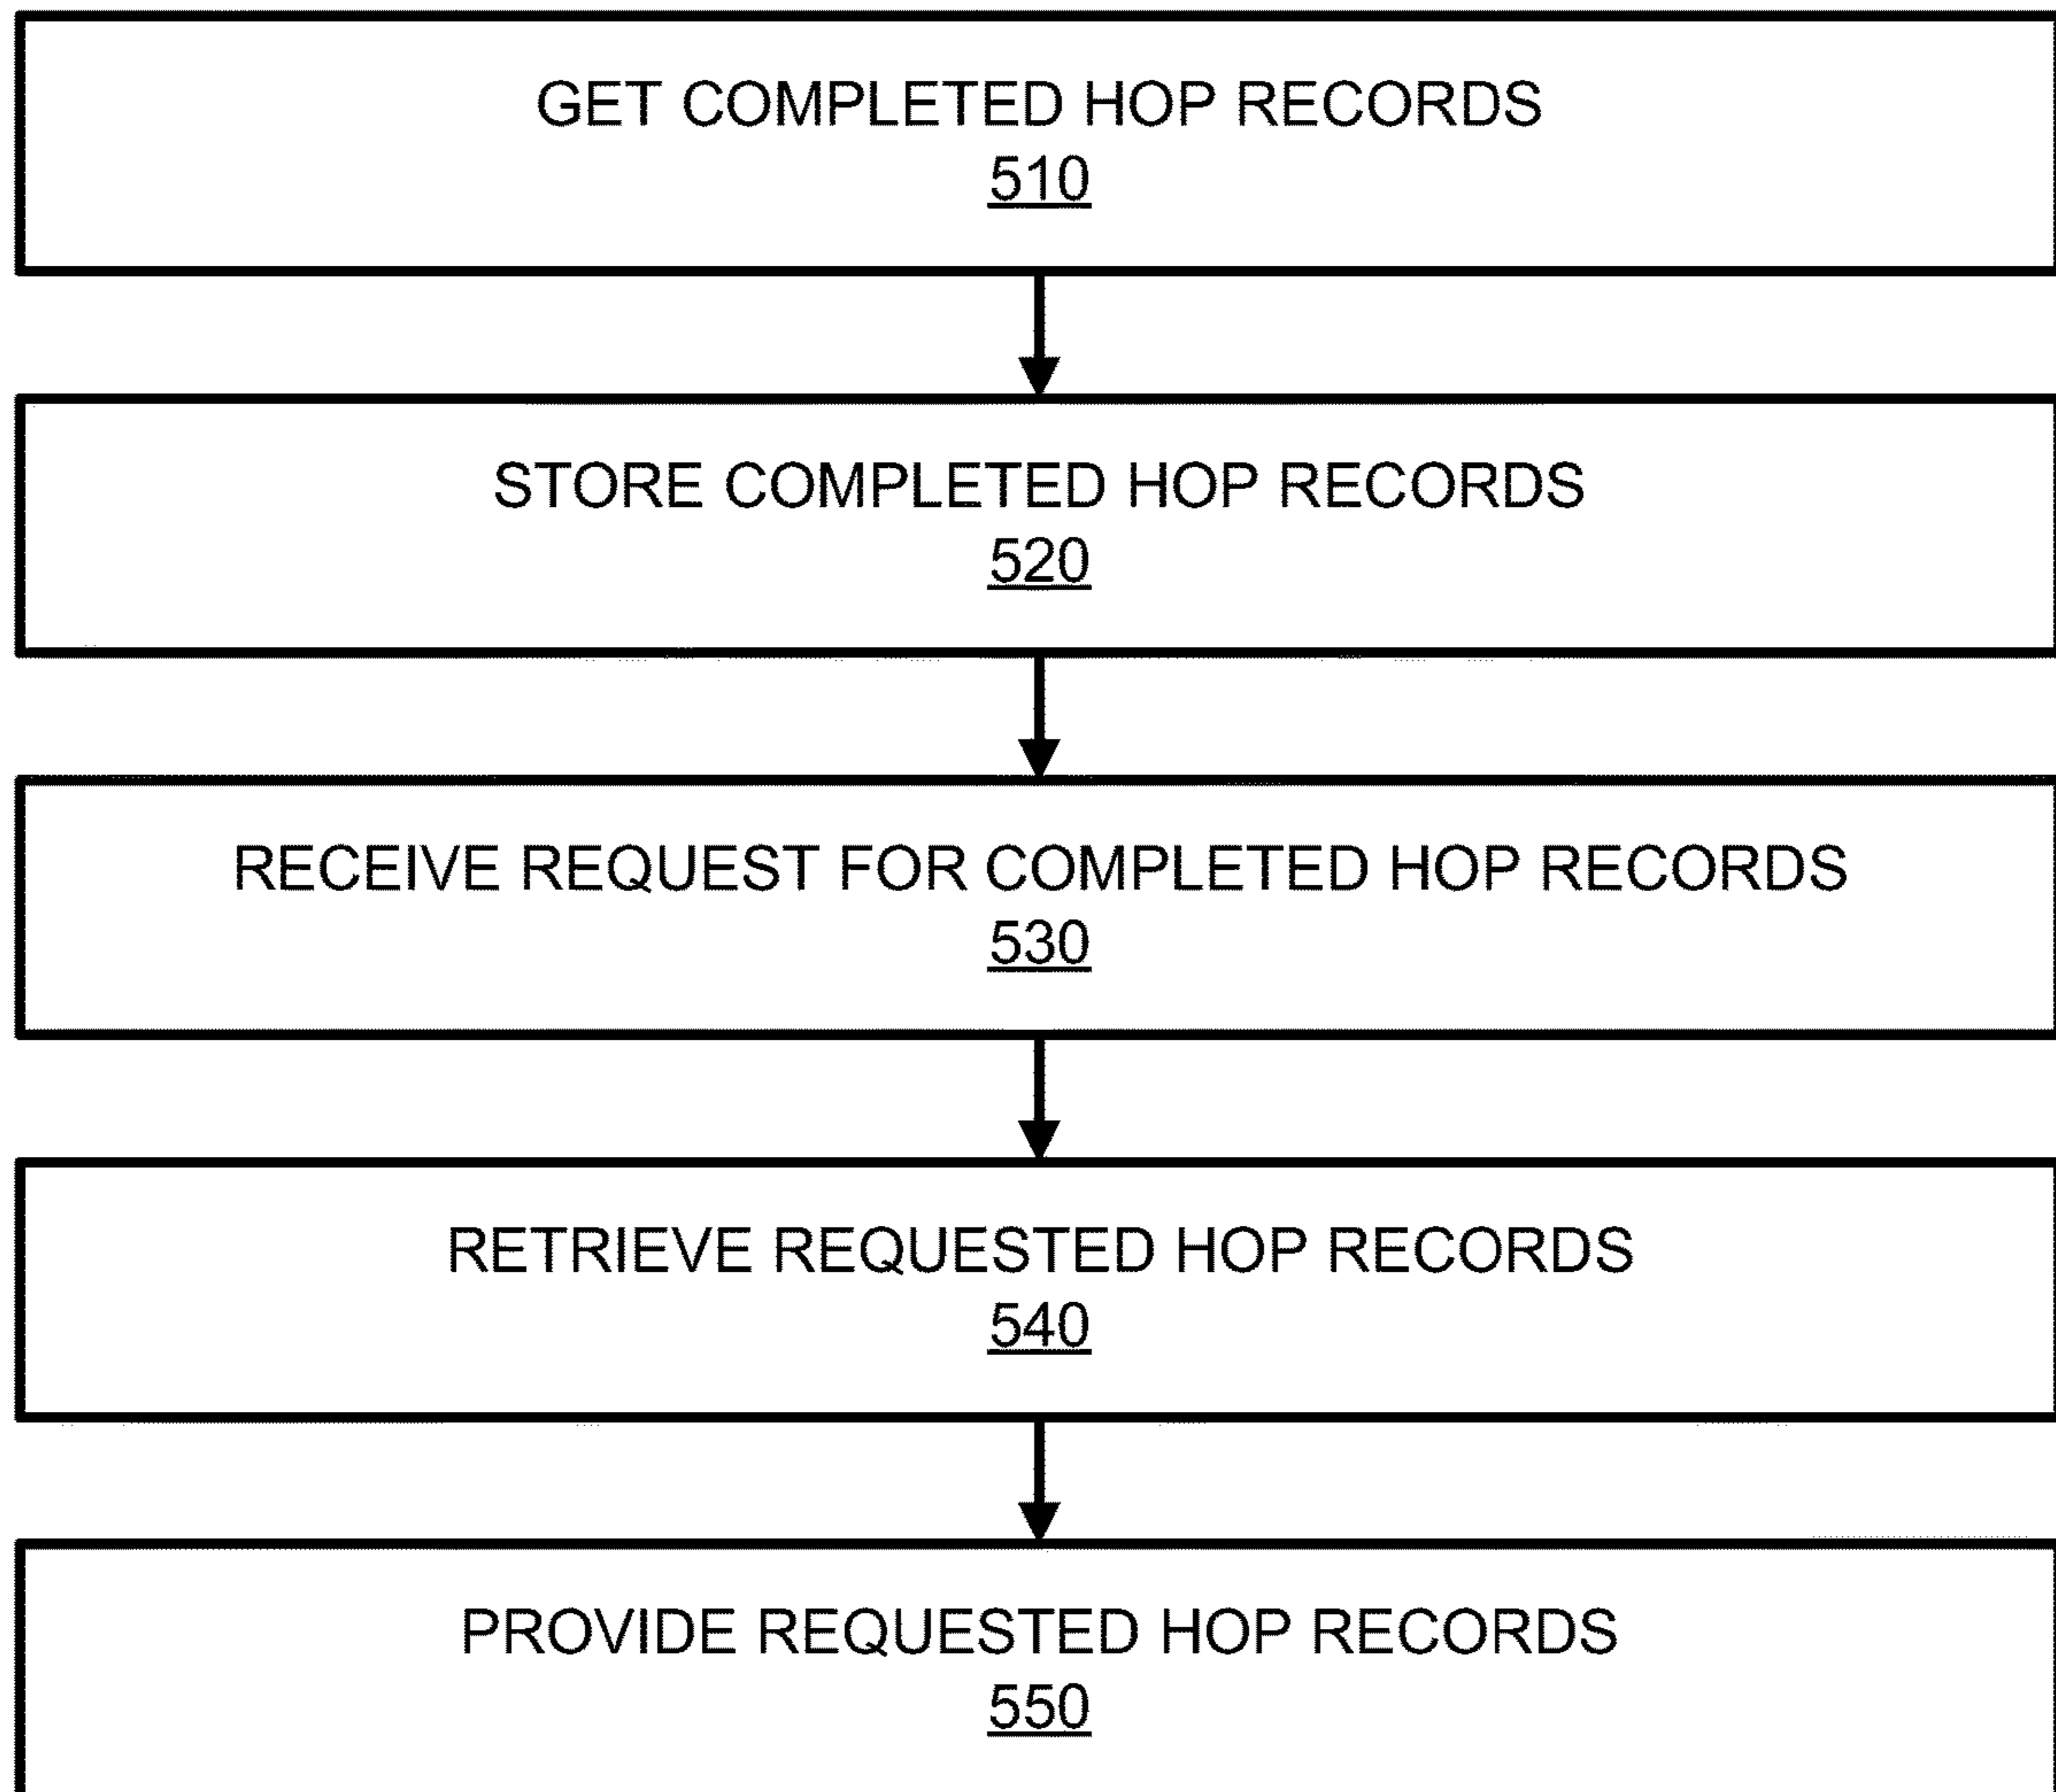 GET COMPLETED HOP RECORDS
510
STORE COMPLETED HOP RECORDS
520
RECEIVE REQUEST FOR COMPLETED HOP RECORDS
530
RETRIEVE REQUESTED HOP RECORDS
540
PROVIDE REQUESTED HOP RECORDS
550